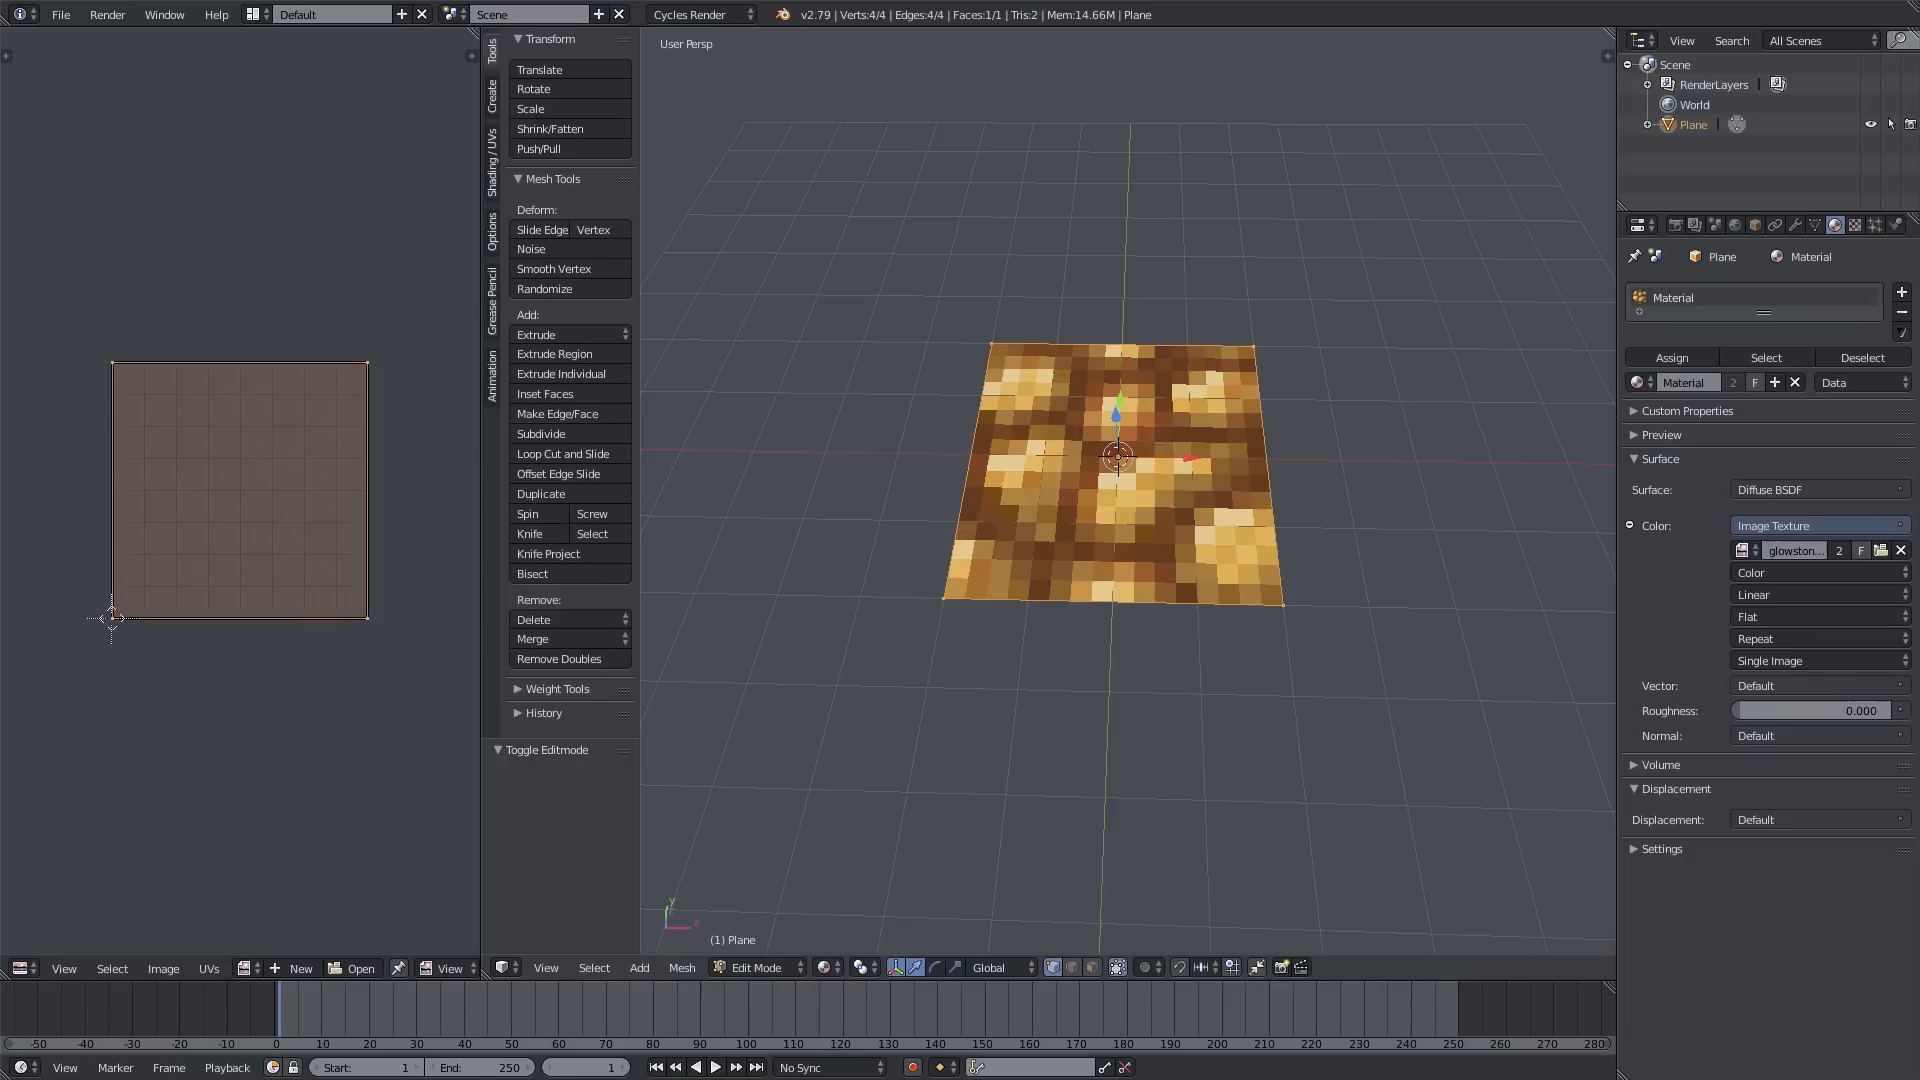 File Render Window Help Default Scene Cycles Render v2.79 | Verts:4/4 | Edges:4/4 | Faces:1/1 | Tris:2 | Mem:14.66M | Plane
User Persp
Tools
Create
Shading / UVs
Options
Grease Pencil
Animation
Transform
Translate
Rotate
Scale
Shrink/Fatten
Push/Pull
Mesh Tools
Deform:
Slide Edge Vertex
Noise
Smooth Vertex
Randomize
Add:
Extrude
Extrude Region
Extrude Individual
Inset Faces
Make Edge/Face
Subdivide
Loop Cut and Slide
Offset Edge Slide
Duplicate
Spin Screw
Knife Select
Knife Project
Bisect
Remove:
Delete
Merge
Remove Doubles
Weight Tools
History
Toggle Editmode
y
x
(1) Plane
View Search All Scenes
Scene
RenderLayers
World
Plane
Plane Material
Material
Assign Select Deselect
Material 2 F Data
Custom Properties
Preview
Surface
Surface: Diffuse BSDF
Color: Image Texture
glowston... 2 F
Color
Linear
Flat
Repeat
Single Image
Vector: Default
Roughness: 0.000
Normal: Default
Volume
Displacement
Displacement: Default
Settings
View Select Image UVs New Open View
View Select Add Mesh Edit Mode Global
-50 -40 -30 -20 -10 0 10 20 30 40 50 60 70 80 90 100 110 120 130 140 150 160 170 180 190 200 210 220 230 240 250 260 270 280
View Marker Frame Playback Start: 1 End: 250 1 No Sync